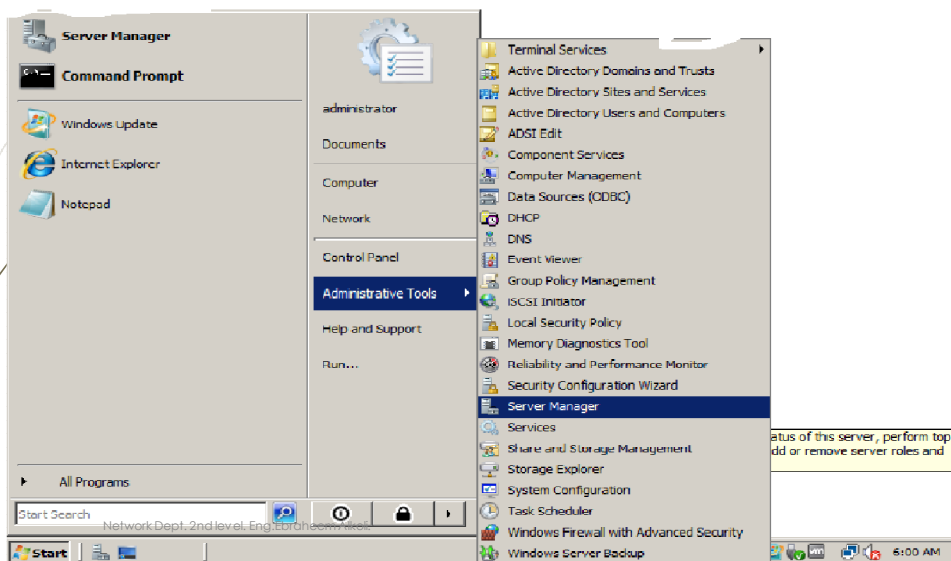 Server Manager
Command Prompt
Windows Update
Internet Explorer
Notepad
All Programs
Start Search
administrator
Documents
Computer
Network
Control Panel
Administrative Tools
Help and Support
Run...
Terminal Services
Active Directory Domains and Trusts
Active Directory Sites and Services
Active Directory Users and Computers
ADSI Edit
Component Services
Computer Management
Data Sources (ODBC)
DHCP
DNS
Event Viewer
Group Policy Management
iSCSI Initiator
Local Security Policy
Memory Diagnostics Tool
Reliability and Performance Monitor
Security Configuration Wizard
Server Manager
Services
Share and Storage Management
Storage Explorer
System Configuration
Task Scheduler
Windows Firewall with Advanced Security
Windows Server Backup
atus of this server, perform top
dd or remove server roles and
Network Dept. 2nd level. Eng.
Start
6:00 AM